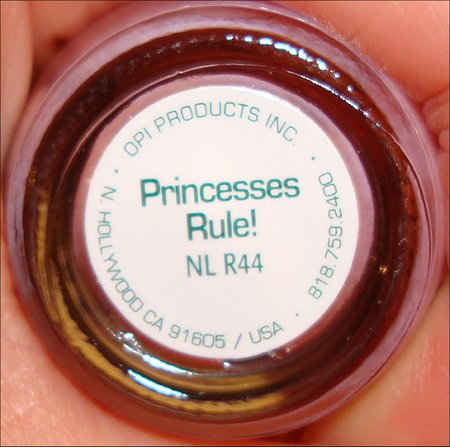 OPI PRODUCTS INC.
Princesses
Rule!
NL R44
N. HOLLYWOOD CA 91605 / USA · 818.759.2400